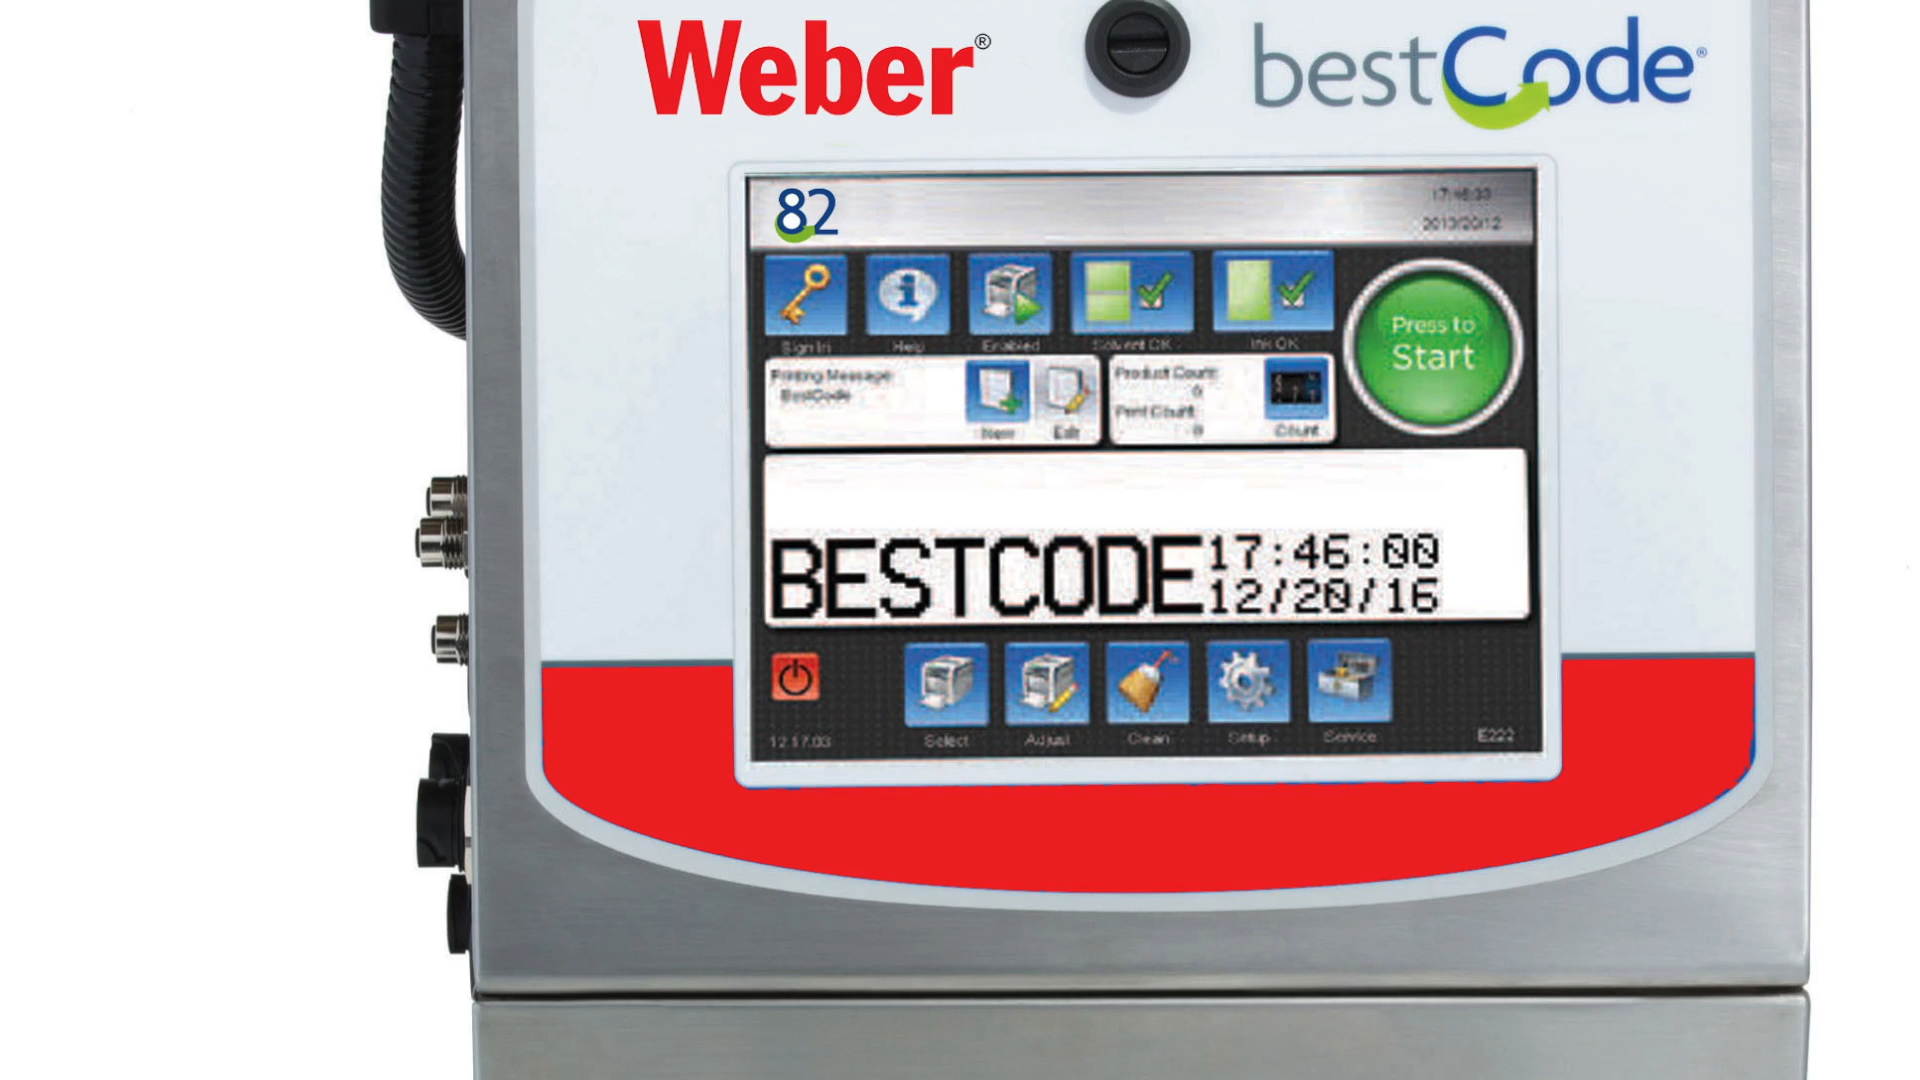 Weber®
bestCode®
82
17:46:33
2013/20/12
Sign In
Help
Enabled
Solvent OK
Ink OK
Press to
Start
Printing Message:
BestCode
New
Edit
Product Count:
0
Print Count:
0
Count
BESTCODE
17:46:00
12/20/16
Select
Adjust
Clean
Setup
Service
12.17.03
E222